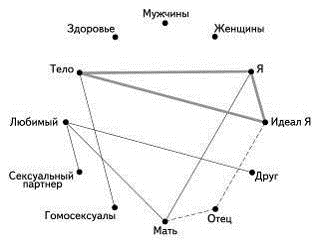 Мужчины
Здоровье
Женщины
Тело
Я
Любимый
Идеал Я
Сексуальный
партнер
Друг
Гомосексуалы
Отец
Мать